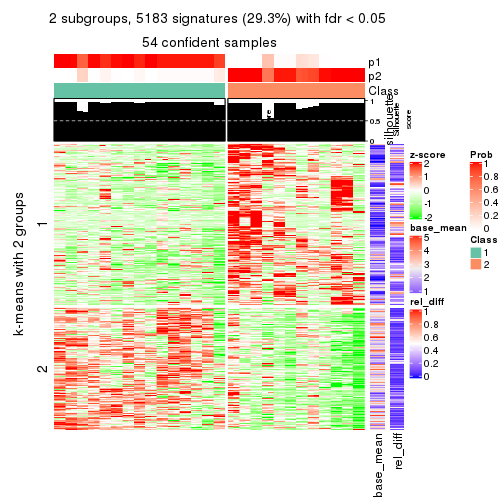 2 subgroups, 5183 signatures (29.3%) with fdr < 0.05
54 confident samples
p1
p2
Class
1
0.5
0
silhouette
Silhouette
score
k-means with 2 groups
1
2
base_mean
rel_diff
z-score
2
1
0
-1
-2
base_mean
5
4
3
2
1
rel_diff
1
0.8
0.6
0.4
0.2
0
Prob
1
0.8
0.6
0.4
0.2
0
Class
1
2